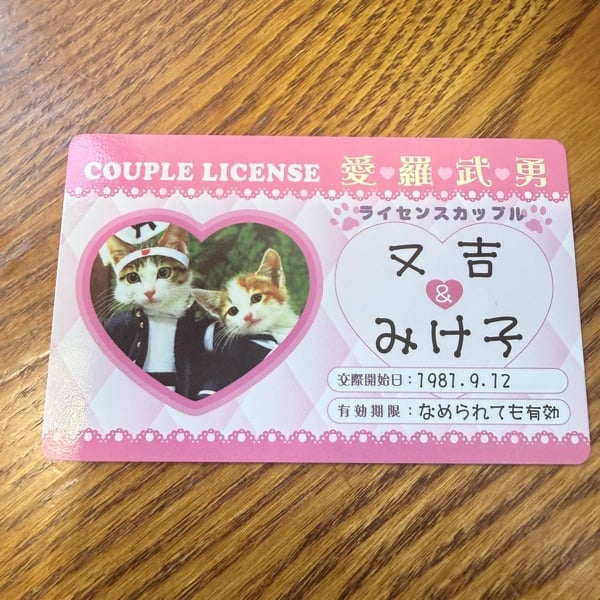 COUPLE LICENSE 愛♥羅♥武♥勇
ライセンスカップル
又吉
&
みけ子
交際開始日:1981.9.12
有効期限:なめられても有効